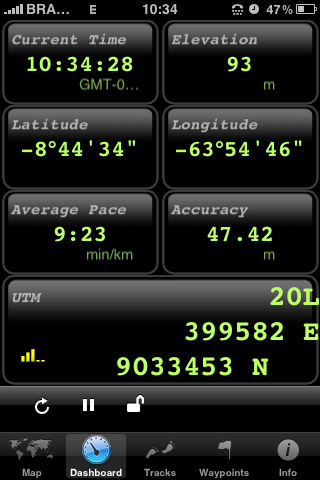 BRA... E 10:34 47%
Current Time Elevation
10:34:28 93
GMT-0... m
Latitude Longitude
-8°44'34" -63°54'46"
Average Pace Accuracy
9:23 47.42
min/km m
UTM 20L
399582 E
9033453 N
Map Dashboard Tracks Waypoints Info